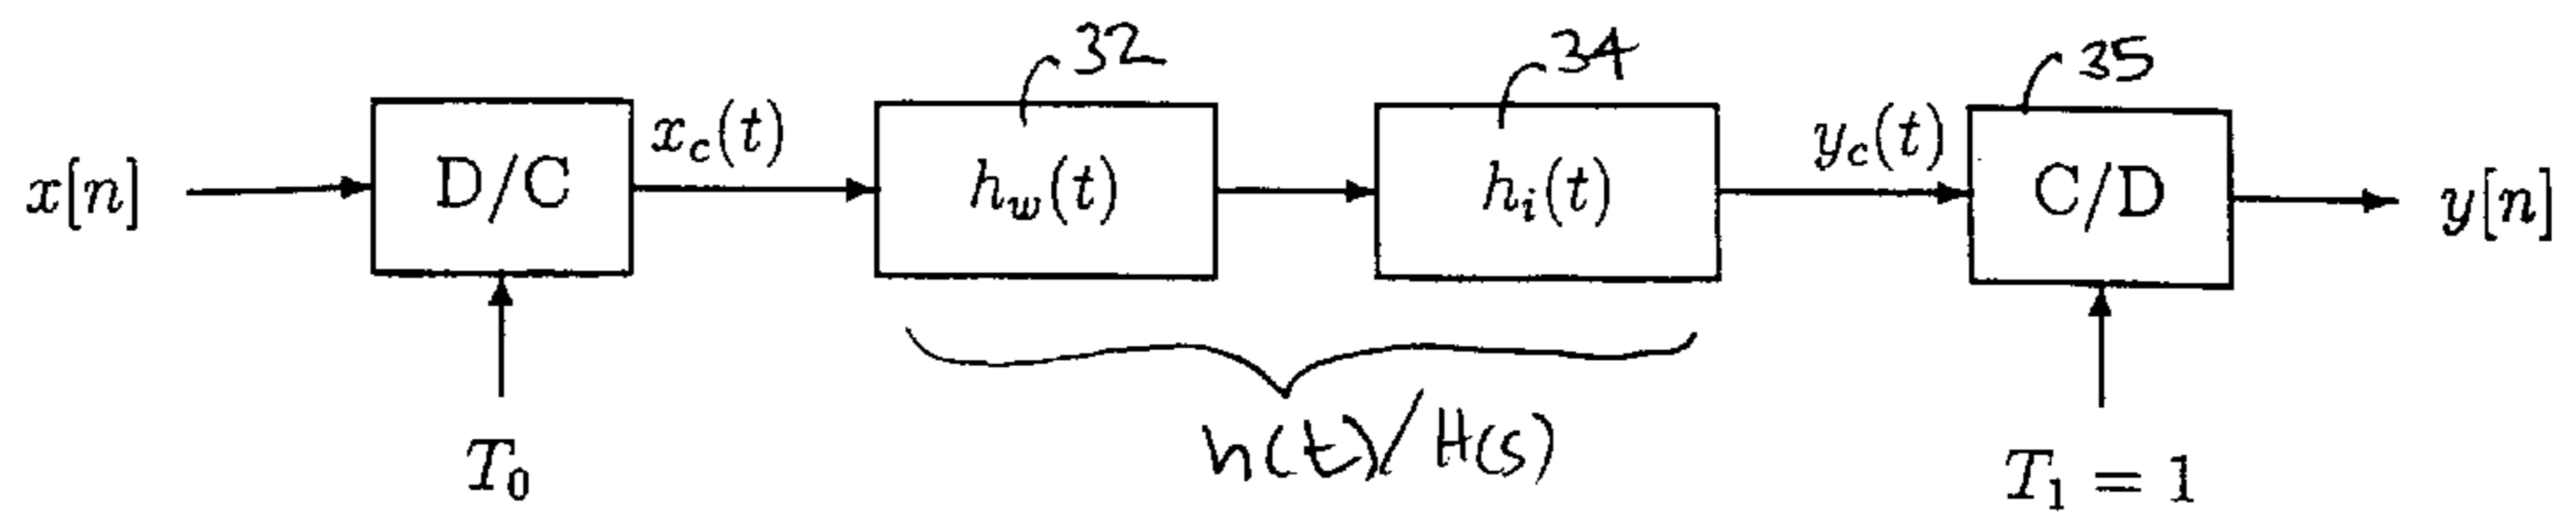 32 34 35
x[n] D/C x_c(t) h_w(t) h_i(t) y_c(t) C/D y[n]
T_0 h(t)/H(s) T_1 = 1